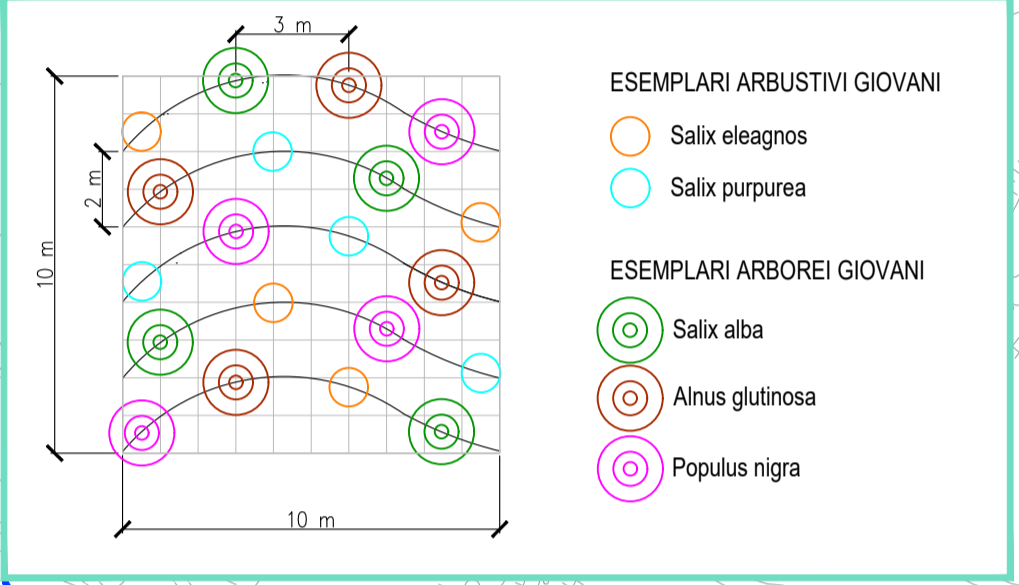 3 m
2 m
10 m
10 m
ESEMPLARI ARBUSTIVI GIOVANI
Salix eleagnos
Salix purpurea
ESEMPLARI ARBOREI GIOVANI
Salix alba
Alnus glutinosa
Populus nigra